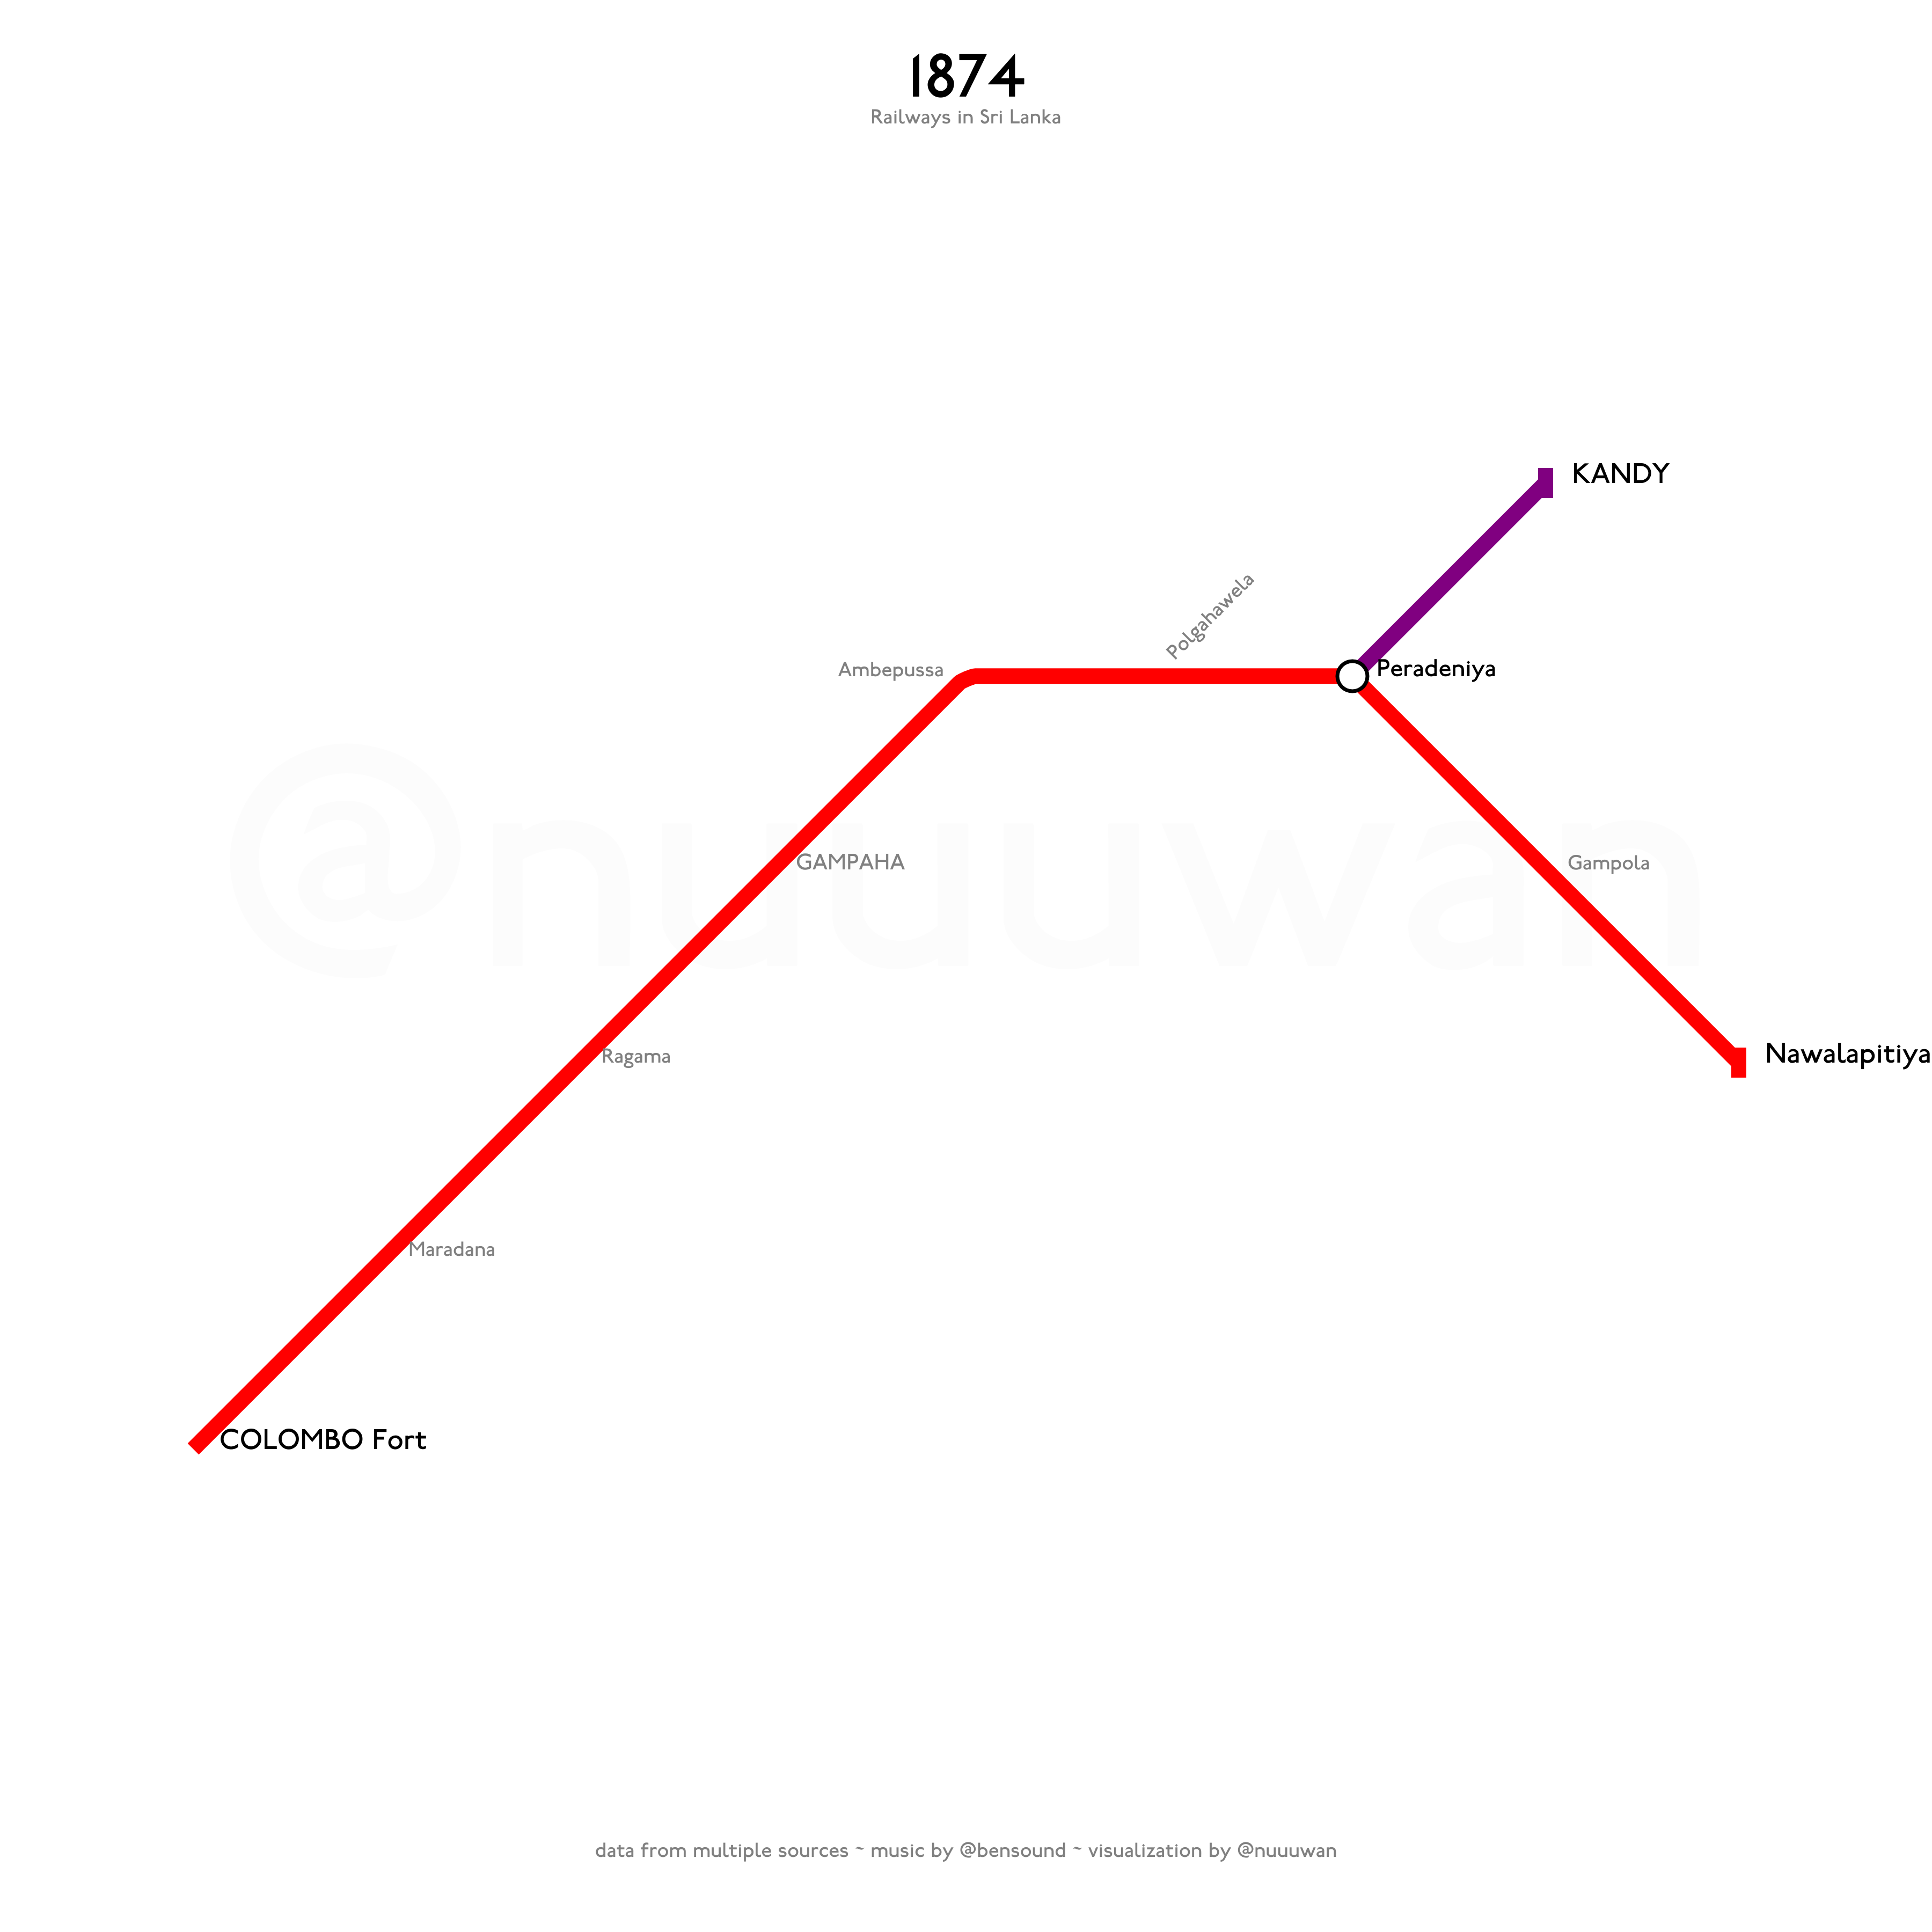 1874
Railways in Sri Lanka
KANDY
Polgahawela
Ambepussa
Peradeniya
@nuuuwan
GAMPAHA
Gampola
Ragama
Nawalapitiya
Maradana
COLOMBO Fort
data from multiple sources ~ music by @bensound ~ visualization by @nuuuwan